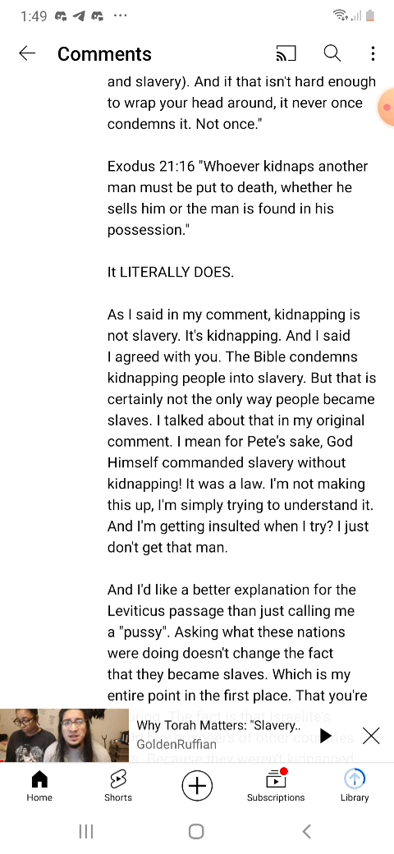 1:49
Comments
and slavery). And if that isn't hard enough
to wrap your head around, it never once
condemns it. Not once."
Exodus 21:16 "Whoever kidnaps another
man must be put to death, whether he
sells him or the man is found in his
possession."
It LITERALLY DOES.
As I said in my comment, kidnapping is
not slavery. It's kidnapping. And I said
I agreed with you. The Bible condemns
kidnapping people into slavery. But that is
certainly not the only way people became
slaves. I talked about that in my original
comment. I mean for Pete's sake, God
Himself commanded slavery without
kidnapping! It was a law. I'm not making
this up, I'm simply trying to understand it.
And I'm getting insulted when I try? I just
don't get that man.
And I'd like a better explanation for the
Leviticus passage than just calling me
a "pussy". Asking what these nations
were doing doesn't change the fact
that they became slaves. Which is my
entire point in the first place. That you're
Why Torah Matters: "Slavery..
GoldenRuffian
Home
Shorts
Subscriptions
Library